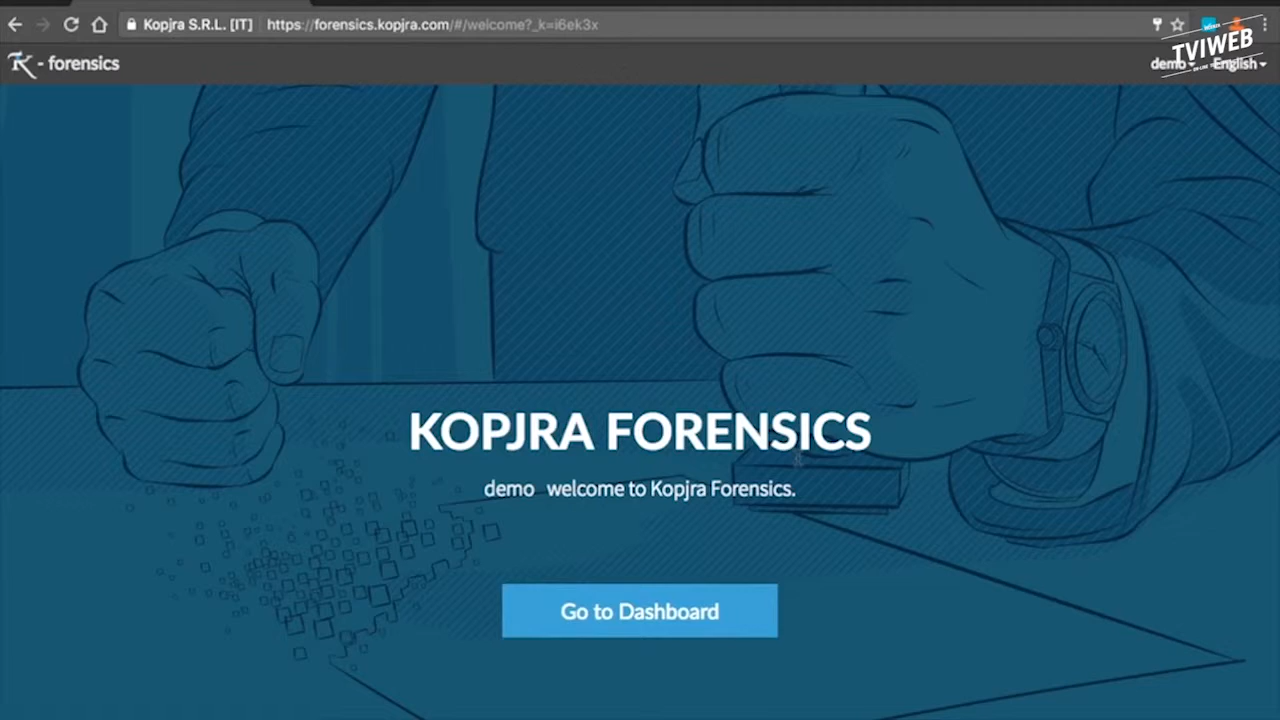 Kopjra S.R.L. [IT] https://forensics.kopjra.com/#/welcome?_k=i6ek3x
- forensics
TVIWEB
demo English
KOPJRA FORENSICS
demo welcome to Kopjra Forensics.
Go to Dashboard